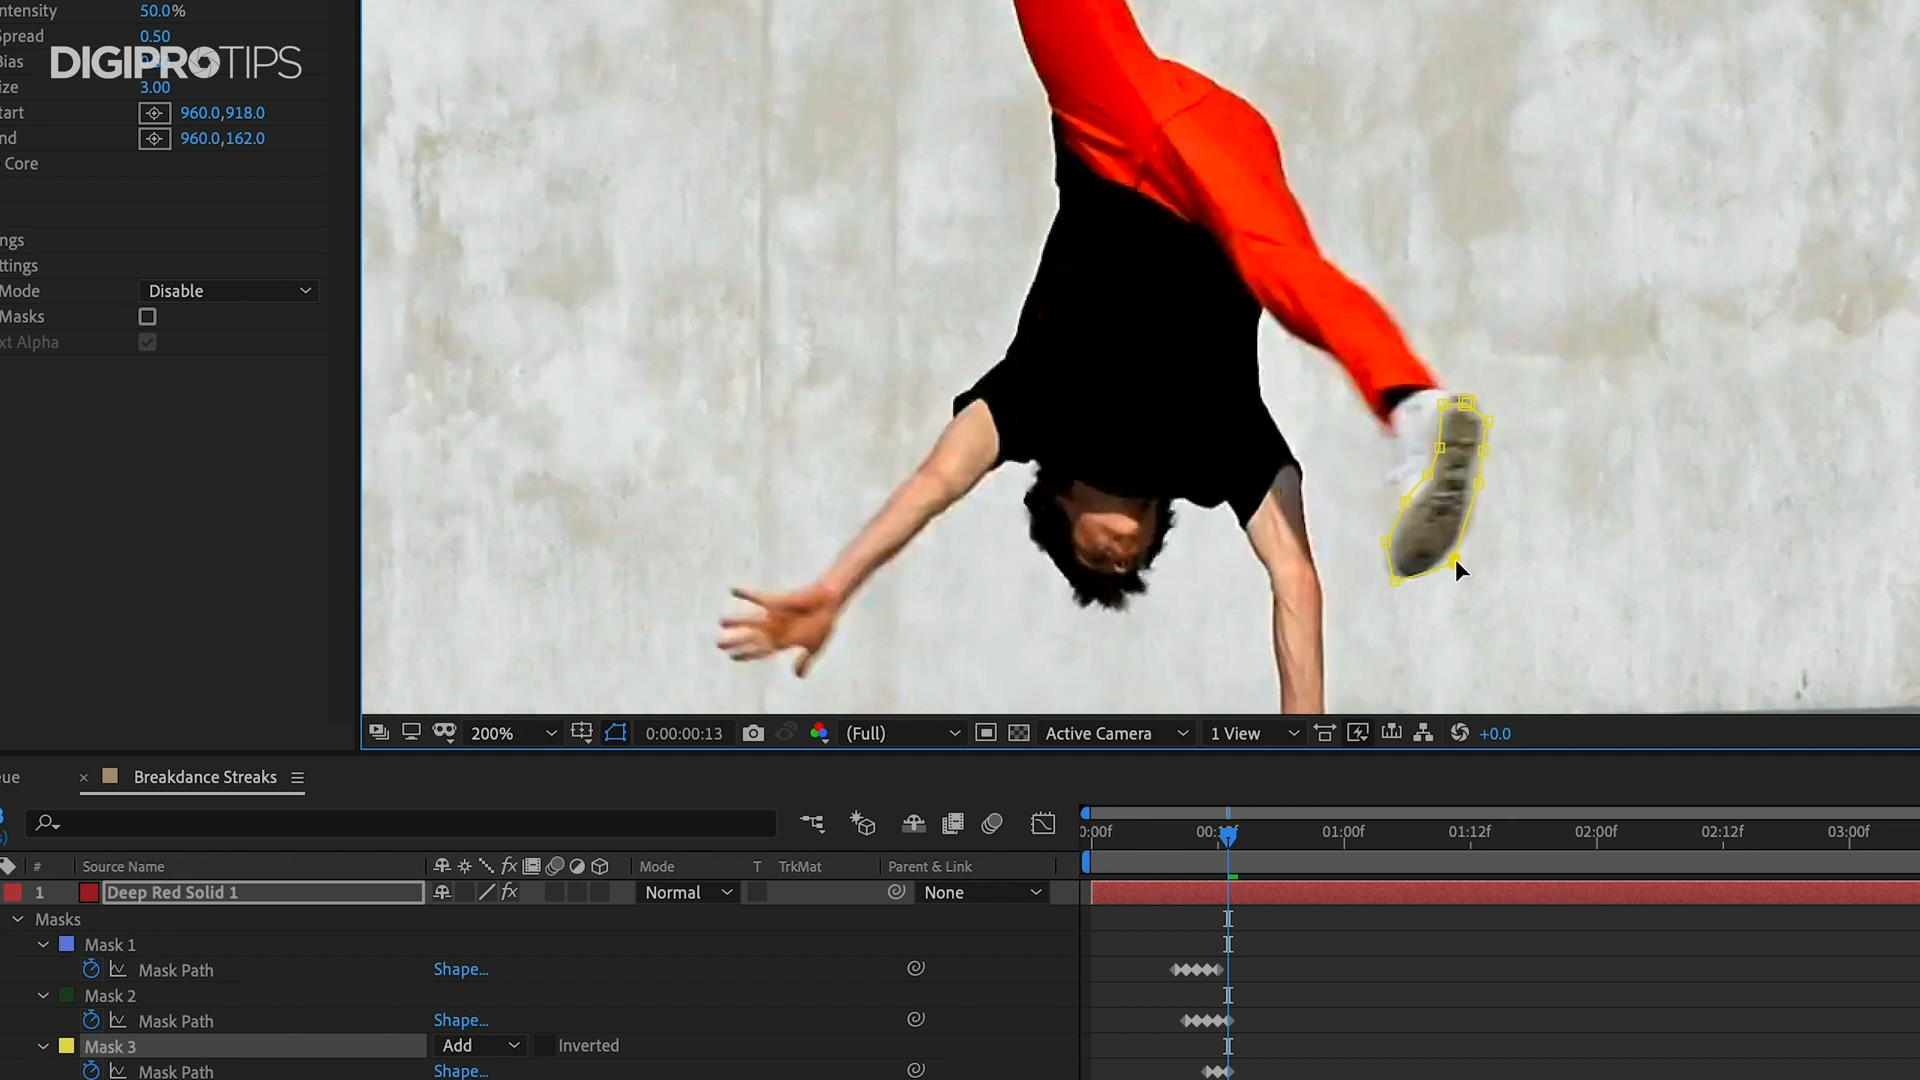 ntensity 50.0%
Spread 0.50
DIGIPROTIPS
Bias
ize 3.00
tart 960.0,918.0
nd 960.0,162.0
Core
ngs
ttings
Mode Disable
Masks
xt Alpha
200% 0:00:00:13 (Full) Active Camera 1 View +0.0
eue × Breakdance Streaks
:00f 01:00f 01:12f 02:00f 02:12f 03:00f
# Source Name fx Mode T TrkMat Parent & Link
1 Deep Red Solid 1 fx Normal None
Masks
Mask 1
Mask Path Shape...
Mask 2
Mask Path Shape...
Mask 3 Add Inverted
Mask Path Shape...